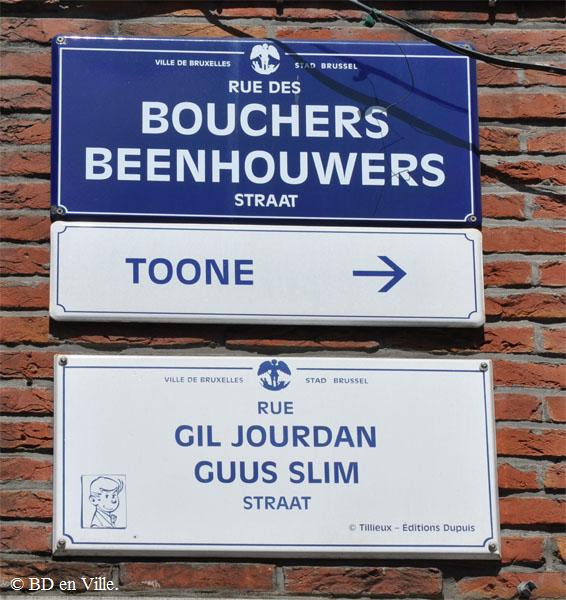 VILLE DE BRUXELLES STAD BRUSSEL
RUE DES
BOUCHERS
BEENHOUWERS
STRAAT
TOONE →
VILLE DE BRUXELLES STAD BRUSSEL
RUE
GIL JOURDAN
GUUS SLIM
STRAAT
© Tillieux – Éditions Dupuis
© BD en Ville.